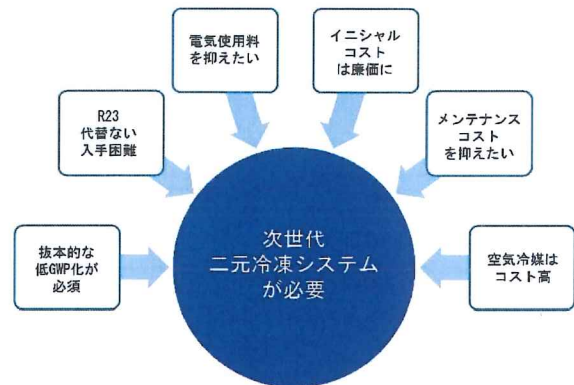 電気使用料
を抑えたい
イニシャル
コスト
は廉価に
R23
代替ない
入手困難
メンテナンス
コスト
を抑えたい
抜本的な
低GWP化が
必須
次世代
二元冷凍システム
が必要
空気冷媒は
コスト高